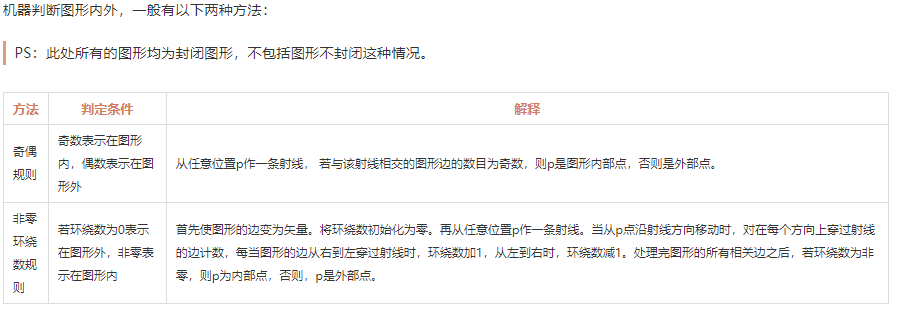 机器判断图形内外，一般有以下两种方法：
PS：此处所有的图形均为封闭图形，不包括图形不封闭这种情况。
方法 判定条件 解释
奇偶
规则
奇数表示在图形
内，偶数表示在图
形外
从任意位置p作一条射线， 若与该射线相交的图形边的数目为奇数，则p是图形内部点，否则是外部点。
非零
环绕
数规
则
若环绕数为0表示
在图形外，非零表
示在图形内
首先使图形的边变为矢量。将环绕数初始化为零。再从任意位置p作一条射线。当从p点沿射线方向移动时，对在每个方向上穿过射线
的边计数，每当图形的边从右到左穿过射线时，环绕数加1，从左到右时，环绕数减1。处理完图形的所有相关边之后，若环绕数为非
零，则p为内部点，否则，p是外部点。